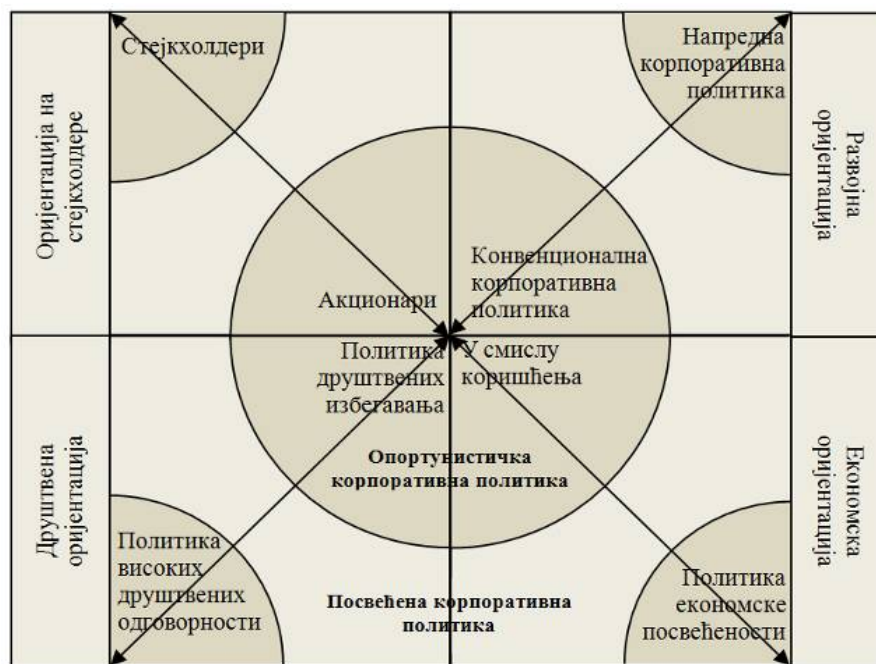 Оријентација на
стејкхолдере
Стејкхолдери
Акционари
Напредна
корпоративна
политика
Конвенционална
корпоративна
политика
Развојна
оријентација
Друштвена
оријентација
Политика
друштвених
избегавања
У смислу
коришћења
Опортунистичка
корпоративна политика
Политика
високих
друштвених
одговорности
Посвећена корпоративна
политика
Политика
економске
посвећености
Економска
оријентација